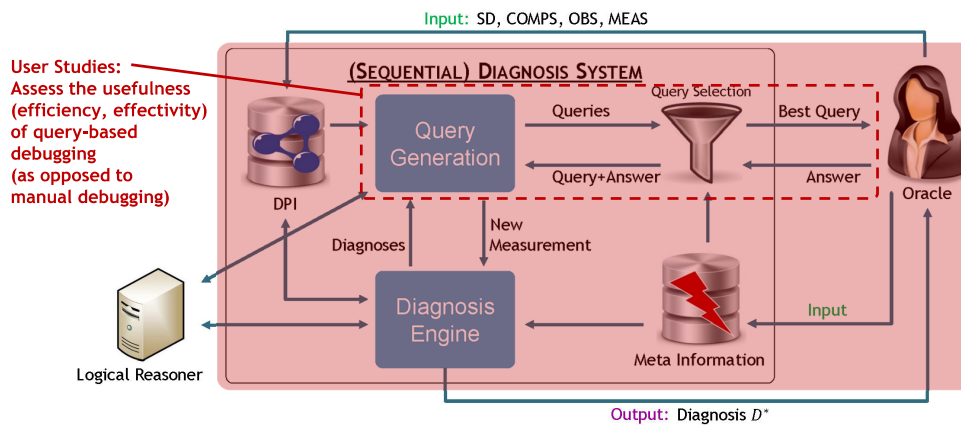 Input: SD, COMPS, OBS, MEAS
User Studies:
Assess the usefulness
(efficiency, effectivity)
of query-based
debugging
(as opposed to
manual debugging)
(SEQUENTIAL) DIAGNOSIS SYSTEM
Query Selection
Query
Generation
Queries
Best Query
Query+Answer
Answer
DPI
Oracle
Diagnoses
New
Measurement
Diagnosis
Engine
Input
Meta Information
Logical Reasoner
Output: Diagnosis D*